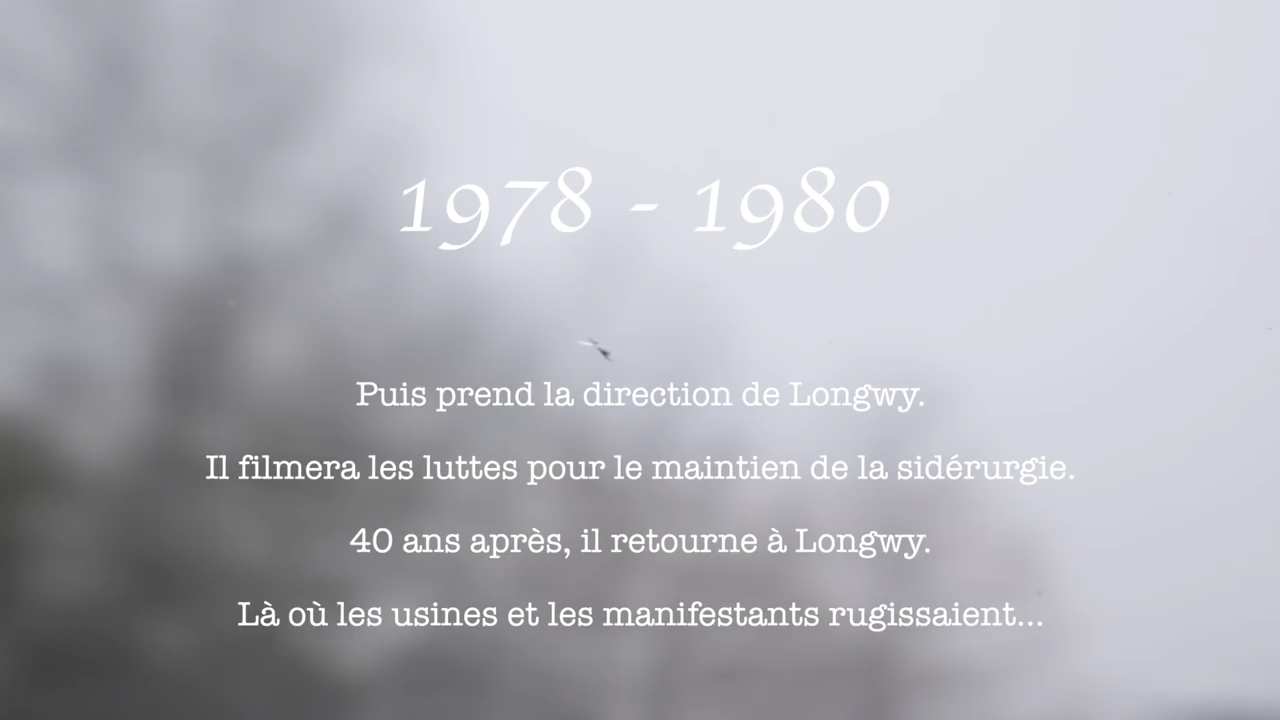 1978 - 1980
Puis prend la direction de Longwy.
Il filmera les luttes pour le maintien de la sidérurgie.
40 ans après, il retourne à Longwy.
Là où les usines et les manifestants rugissaient...